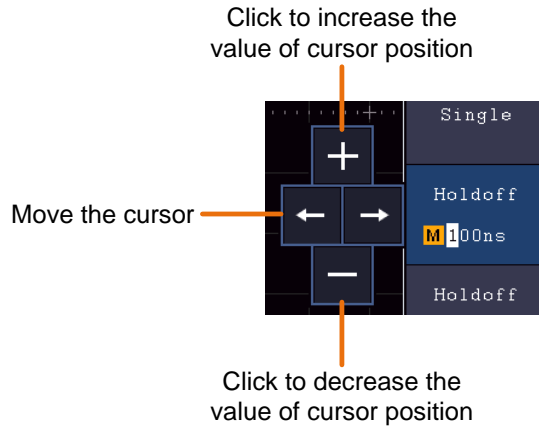 Click to increase the
value of cursor position
Single
Holdoff
Move the cursor
M 100ns
Holdoff
Click to decrease the
value of cursor position